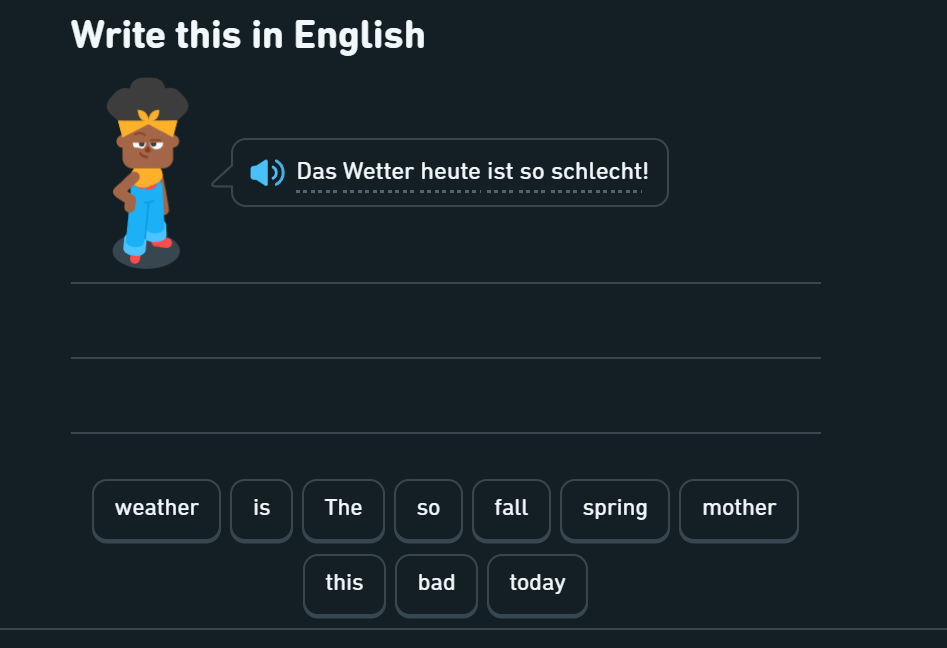 Write this in English
Das Wetter heute ist so schlecht!
weather is The so fall spring mother
this bad today